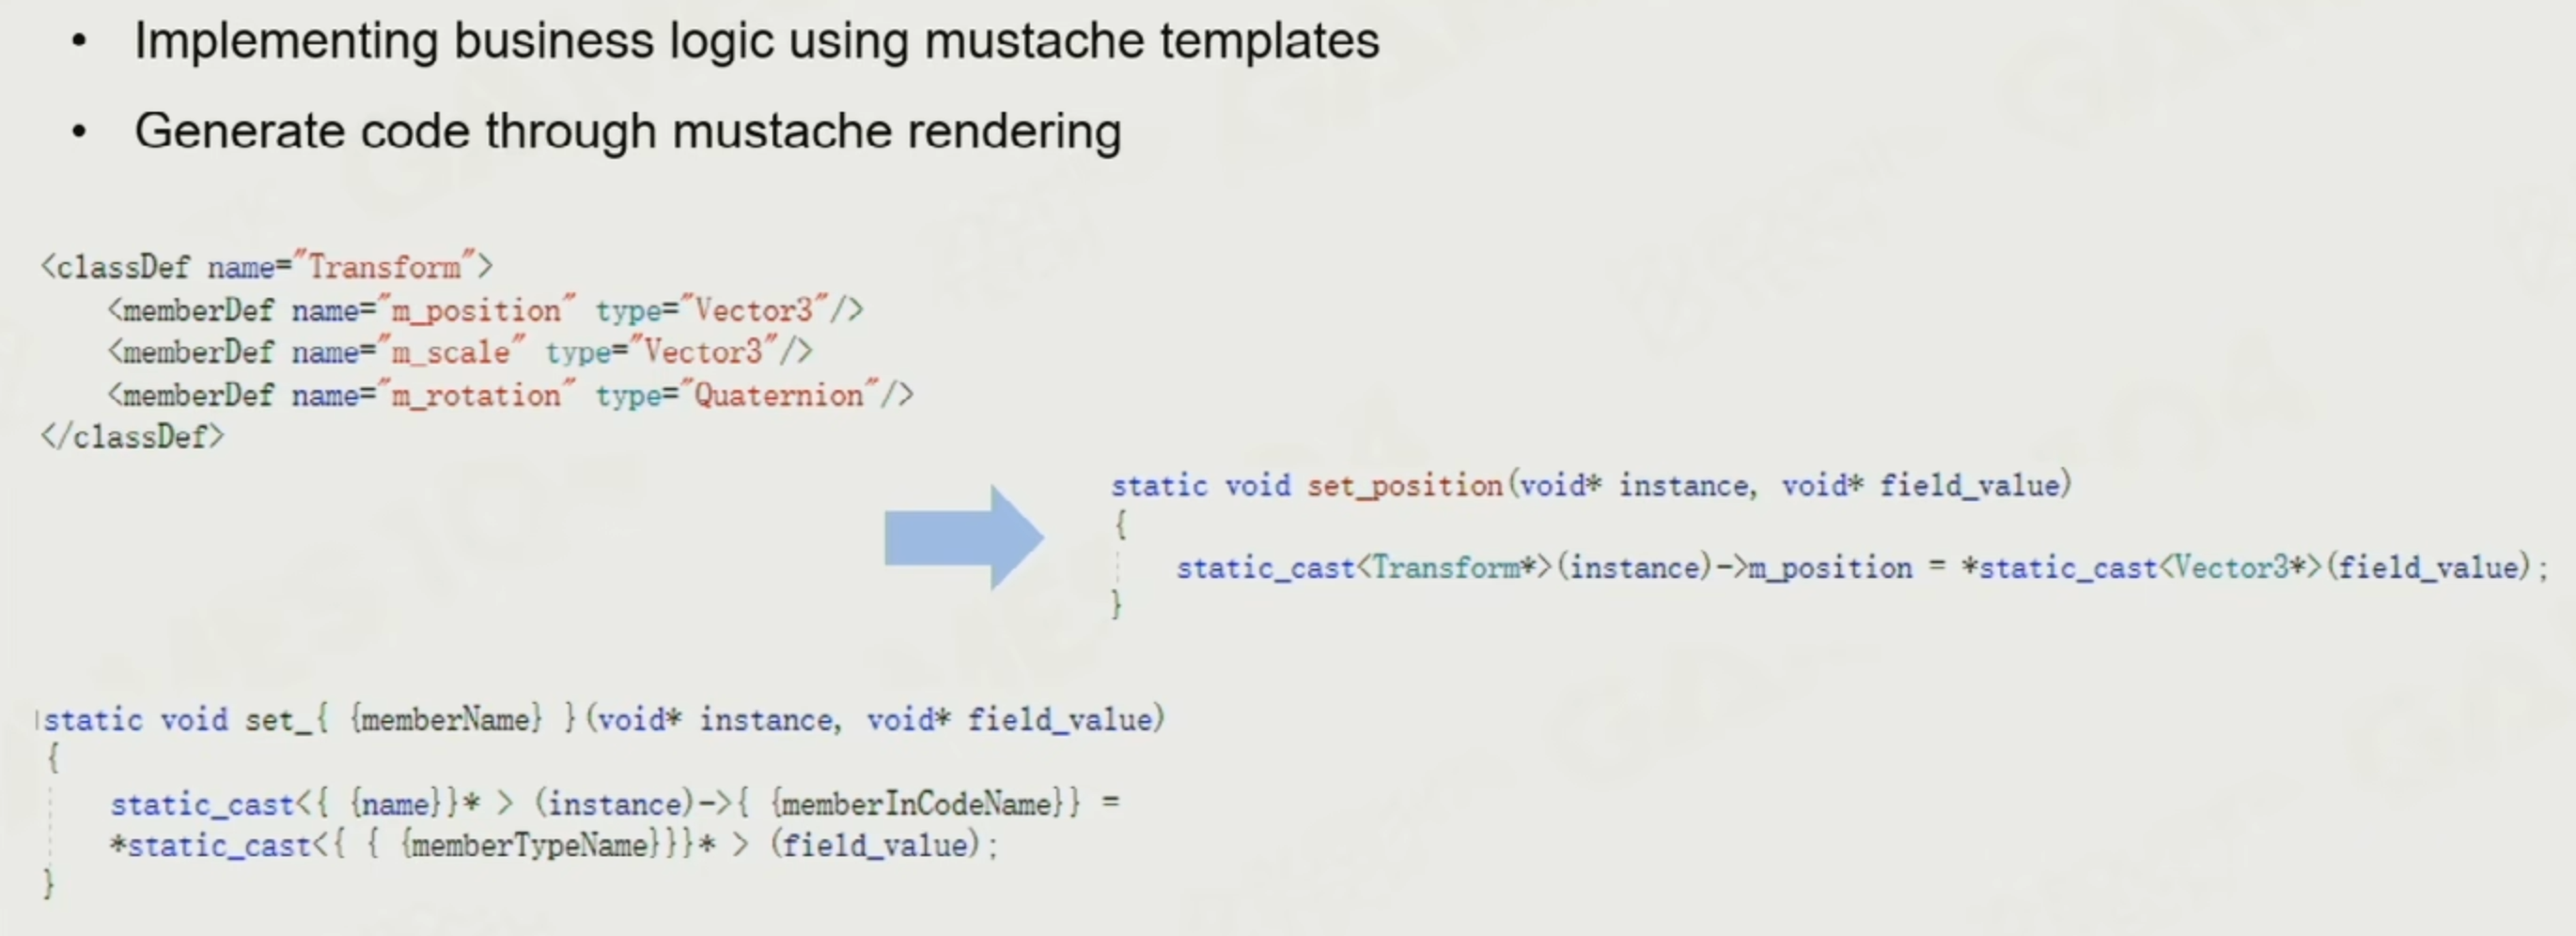 • Implementing business logic using mustache templates
• Generate code through mustache rendering
<classDef name="Transform">
    <memberDef name="m_position" type="Vector3"/>
    <memberDef name="m_scale" type="Vector3"/>
    <memberDef name="m_rotation" type="Quaternion"/>
</classDef>
static void set_position(void* instance, void* field_value)
{
    static_cast<Transform*>(instance)->m_position = *static_cast<Vector3*>(field_value);
}
static void set_{ {memberName} }(void* instance, void* field_value)
{
    static_cast<{ {name}}* > (instance)->{ {memberInCodeName}} =
    *static_cast<{ { {memberTypeName}}}* > (field_value);
}